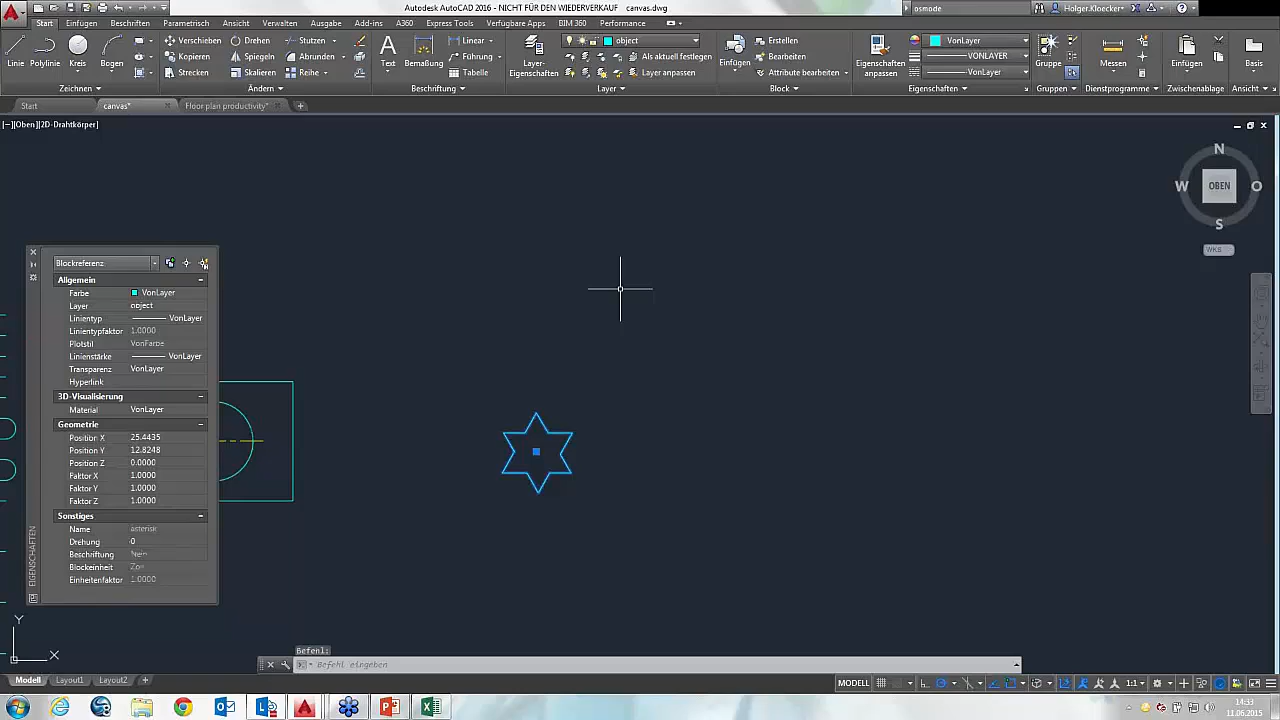 Autodesk AutoCAD 2016 - NICHT FÜR DEN WIEDERVERKAUF canvas.dwg
osmode
Holger.Kloecker...
Start Einfügen Beschriften Parametrisch Ansicht Verwalten Ausgabe Add-ins A360 Express Tools Verfügbare Apps BIM 360 Performance
Linie Polylinie Kreis Bogen
Verschieben Drehen Stutzen
Kopieren Spiegeln Abrunden
Strecken Skalieren Reihe
Text Bemaßung
Linear
Führung
Tabelle
Layer-Eigenschaften
object
Als aktuell festlegen
Layer anpassen
Einfügen
Erstellen
Bearbeiten
Attribute bearbeiten
Eigenschaften anpassen
VonLayer
VONLAYER
VonLayer
Gruppe
Messen
Einfügen
Basis
Zeichnen Ändern Beschriftung Layer Block Eigenschaften Gruppen Dienstprogramme Zwischenablage Ansicht
Start canvas* Floor plan productivity*
[−][Oben][2D-Drahtkörper]
N
W OBEN O
S
WKS
Blockreferenz
Allgemein
Farbe VonLayer
Layer object
Linientyp VonLayer
Linientypfaktor 1.0000
Plotstil VonFarbe
Linienstärke VonLayer
Transparenz VonLayer
Hyperlink
3D-Visualisierung
Material VonLayer
Geometrie
Position X 25.4435
Position Y 12.8248
Position Z 0.0000
Faktor X 1.0000
Faktor Y 1.0000
Faktor Z 1.0000
Sonstiges
Name asterisk
Drehung 0
Beschriftung Nein
Blockeinheit Zoll
Einheitenfaktor 1.0000
EIGENSCHAFTEN
Y
X
Befehl:
Befehl eingeben
Modell Layout1 Layout2 +
MODELL
1:1
14:33
11.06.2015